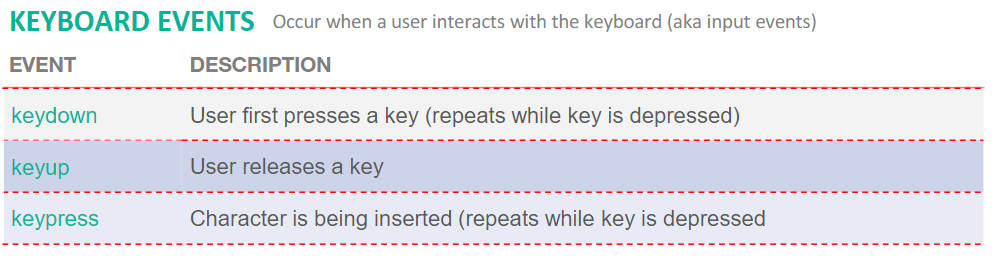 KEYBOARD EVENTS Occur when a user interacts with the keyboard (aka input events)
EVENT DESCRIPTION
keydown User first presses a key (repeats while key is depressed)
keyup User releases a key
keypress Character is being inserted (repeats while key is depressed